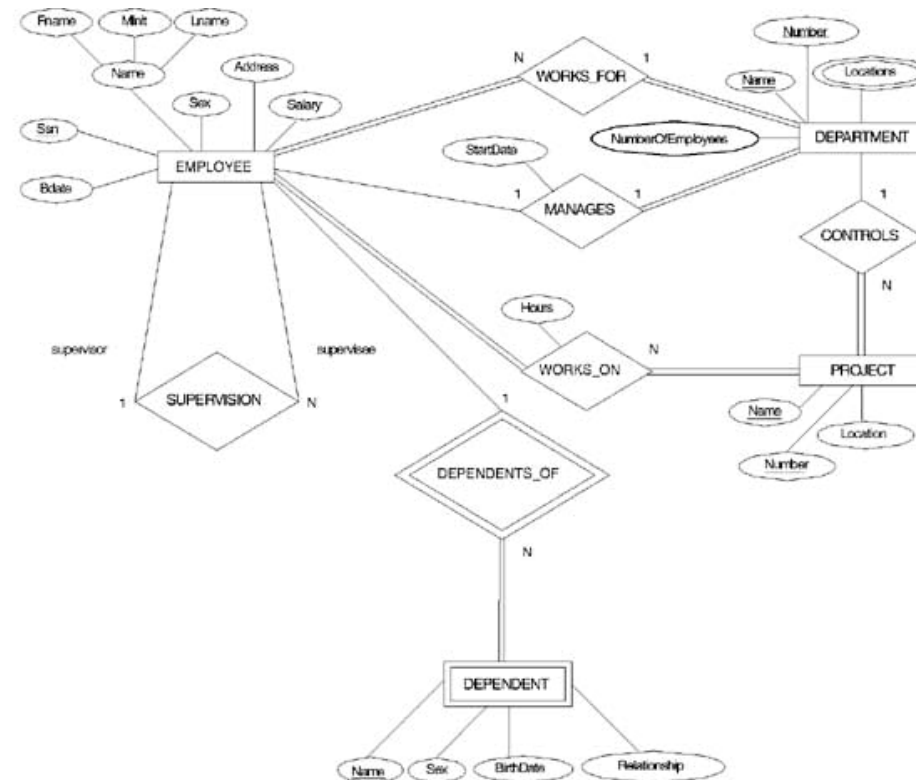 Fname
Minit
Lname
Number
Name
Address
N
WORKS_FOR
1
Name
Locations
Sex
Salary
Ssn
StartDate
NumberOfEmployees
DEPARTMENT
EMPLOYEE
Bdate
1
MANAGES
1
1
CONTROLS
N
Hours
supervisor
supervisee
N
WORKS_ON
PROJECT
1
SUPERVISION
N
1
Name
Location
Number
DEPENDENTS_OF
N
DEPENDENT
Name
Sex
BirthDate
Relationship